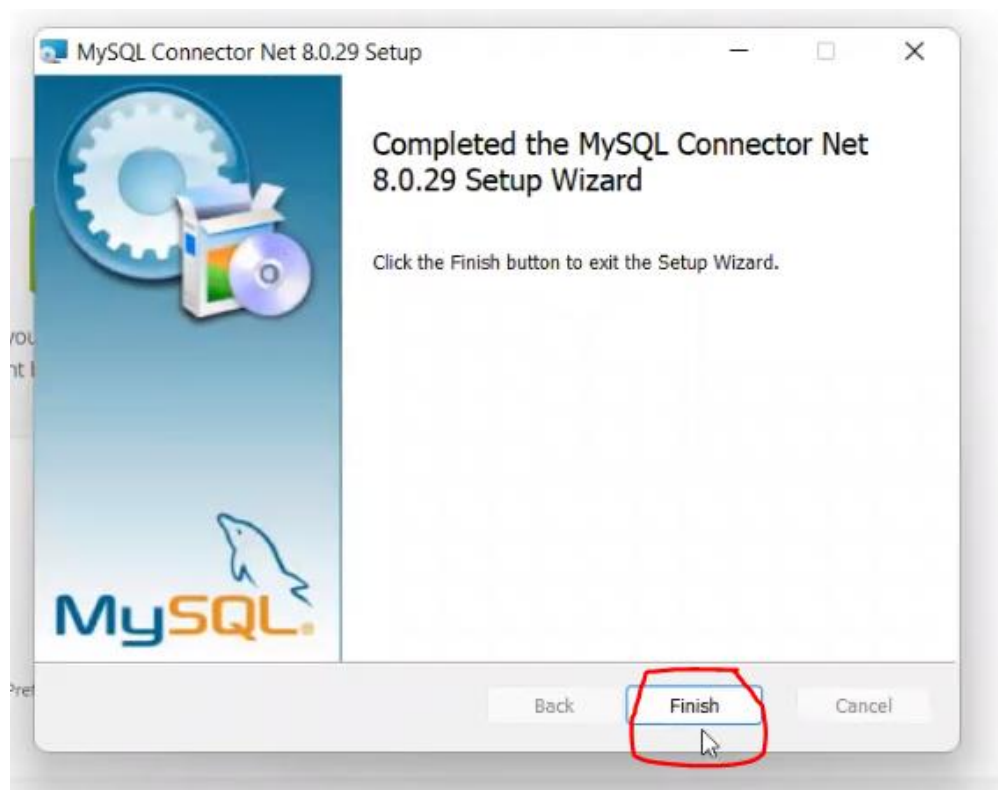 MySQL Connector Net 8.0.29 Setup
Completed the MySQL Connector Net
8.0.29 Setup Wizard
Click the Finish button to exit the Setup Wizard.
MySQL
Back
Finish
Cancel